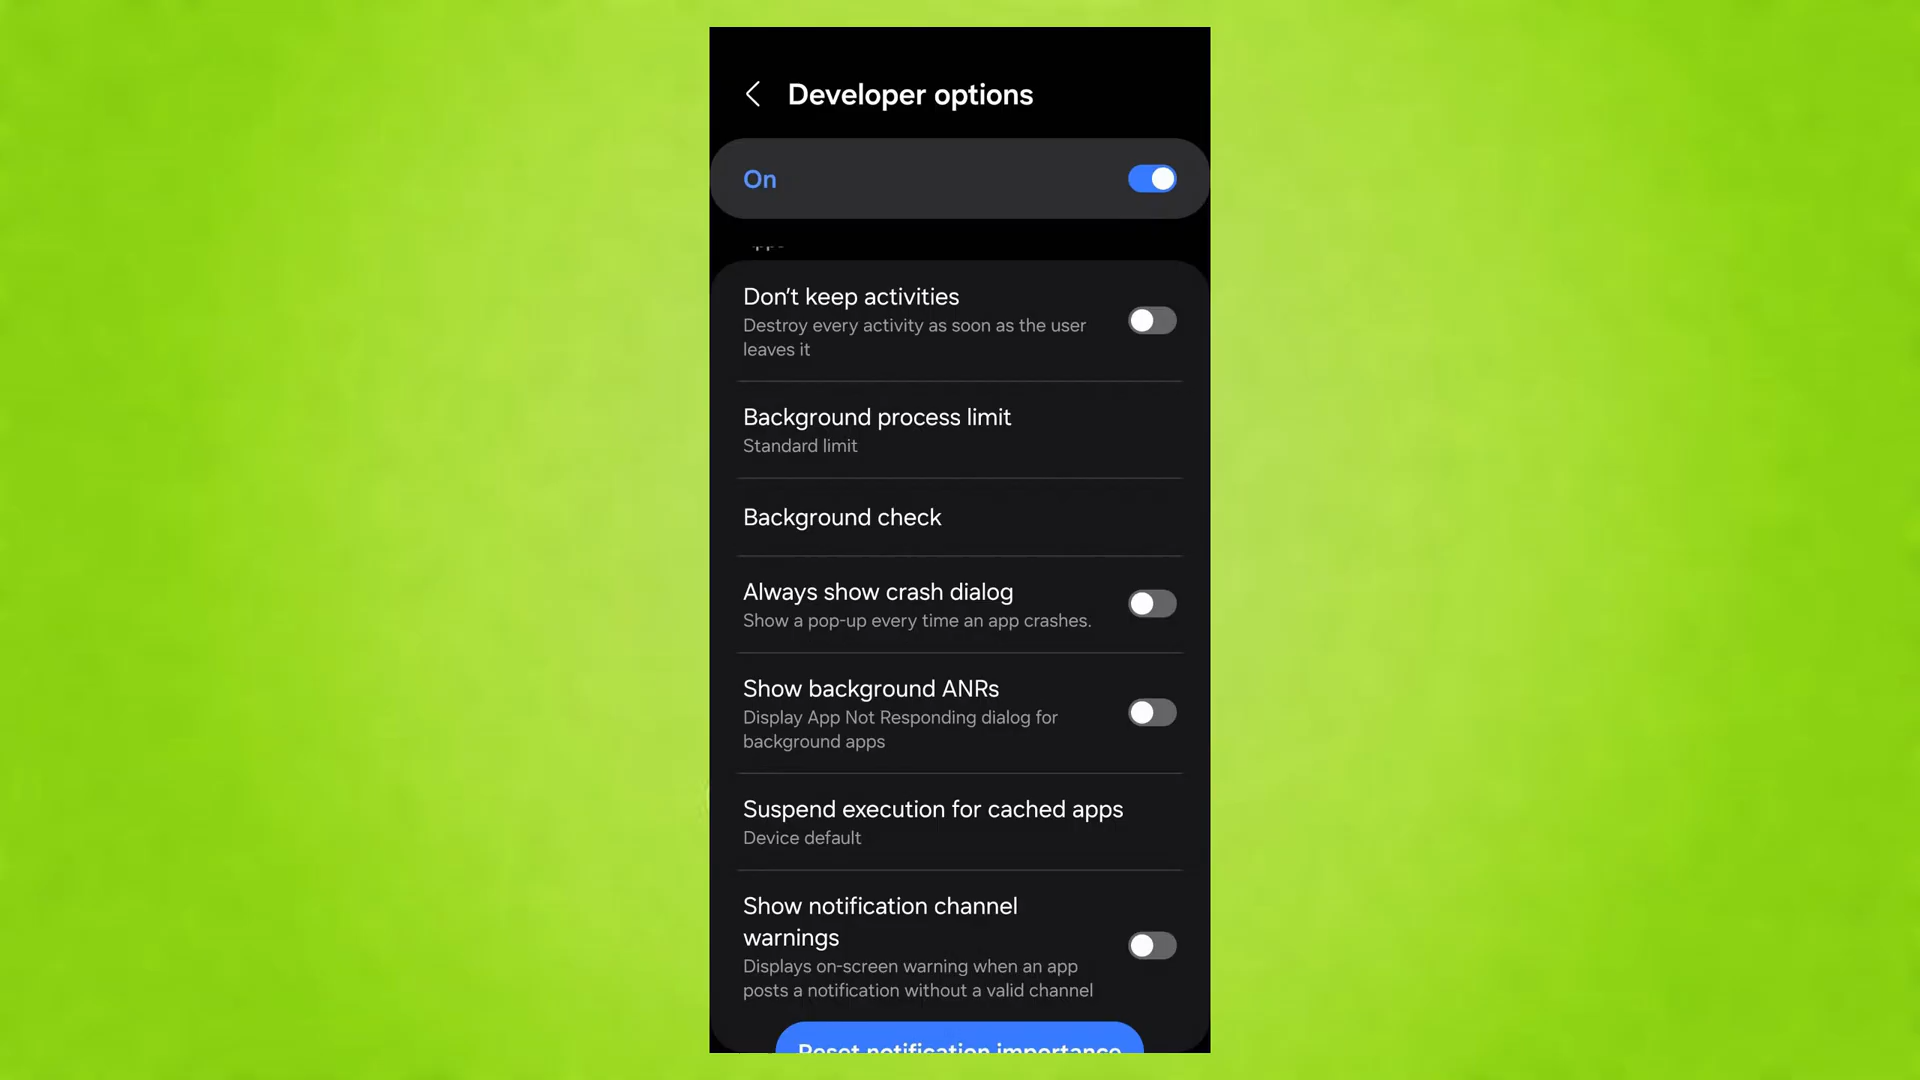 Developer options
On
Don't keep activities
Destroy every activity as soon as the user
leaves it
Background process limit
Standard limit
Background check
Always show crash dialog
Show a pop-up every time an app crashes.
Show background ANRs
Display App Not Responding dialog for
background apps
Suspend execution for cached apps
Device default
Show notification channel
warnings
Displays on-screen warning when an app
posts a notification without a valid channel
Reset notification importance